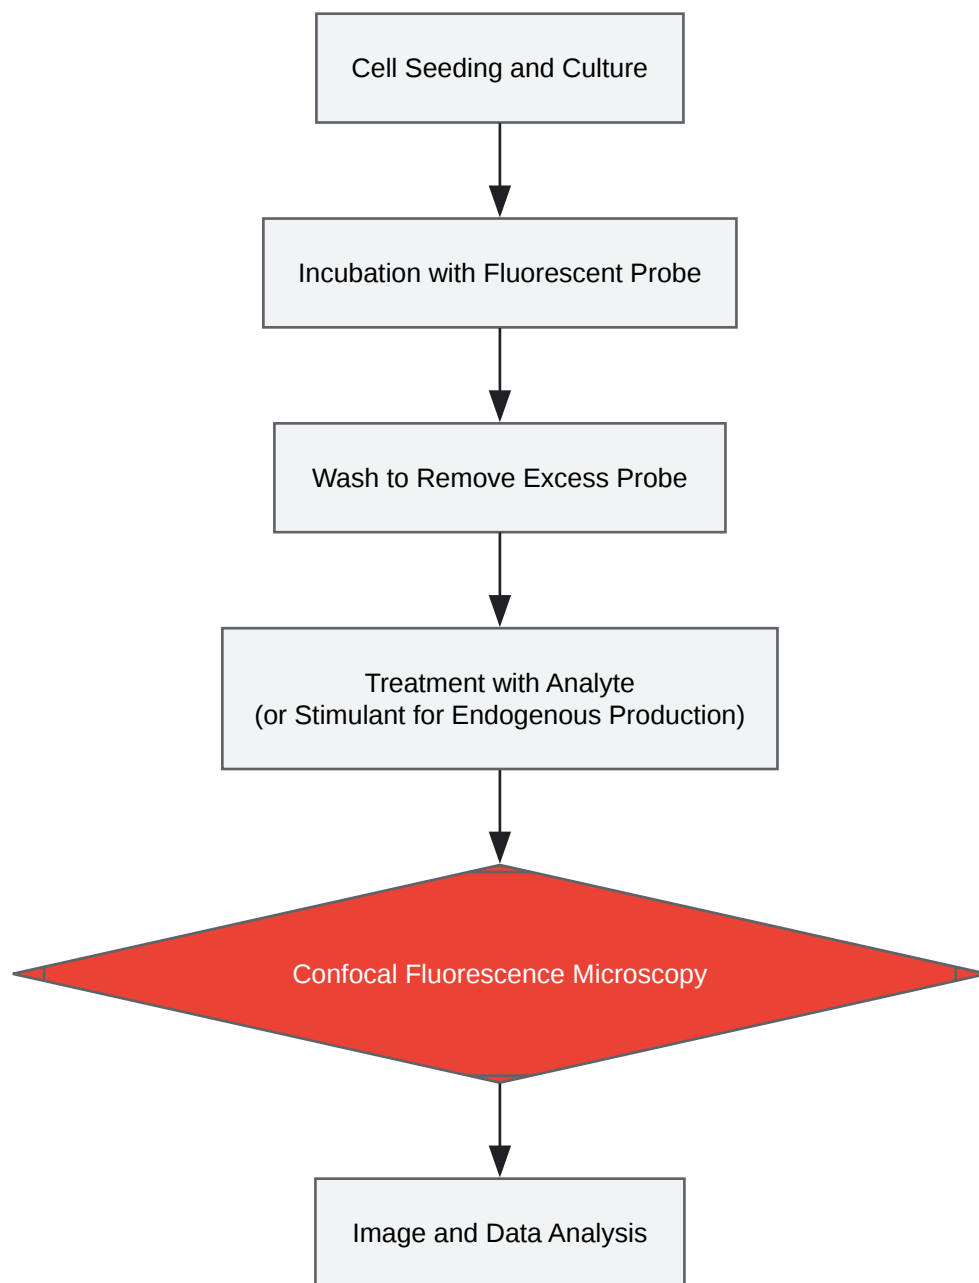 Cell Seeding and Culture
Incubation with Fluorescent Probe
Wash to Remove Excess Probe
Treatment with Analyte
(or Stimulant for Endogenous Production)
Confocal Fluorescence Microscopy
Image and Data Analysis